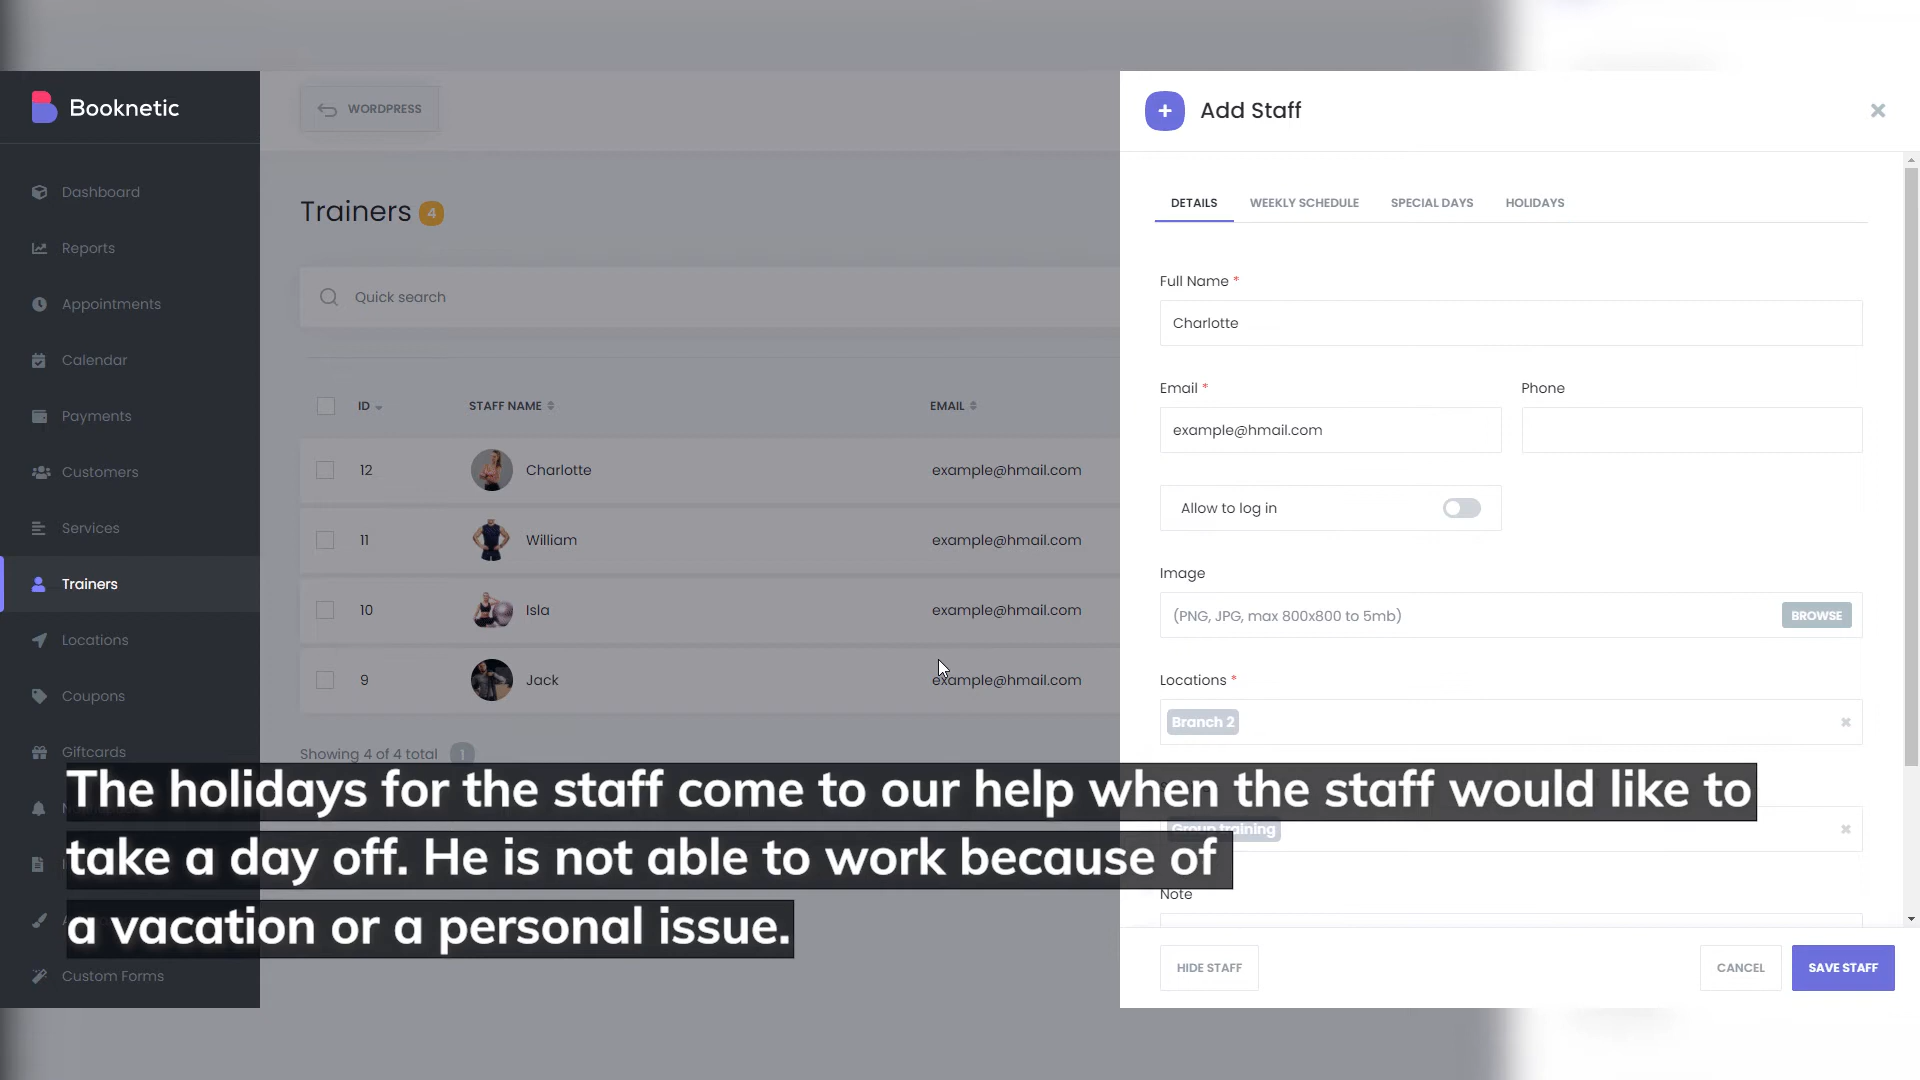 Booknetic
Dashboard
Reports
Appointments
Calendar
Payments
Customers
Services
Trainers
Locations
Coupons
Giftcards
Custom Forms
WORDPRESS
Trainers 4
Quick search
ID STAFF NAME EMAIL
12 Charlotte example@hmail.com
11 William example@hmail.com
10 Isla example@hmail.com
9 Jack example@hmail.com
Showing 4 of 4 total 1
Add Staff
DETAILS WEEKLY SCHEDULE SPECIAL DAYS HOLIDAYS
Full Name *
Charlotte
Email * Phone
example@hmail.com
Allow to log in
Image
(PNG, JPG, max 800x800 to 5mb) BROWSE
Locations *
Branch 2
Group training
Note
HIDE STAFF CANCEL SAVE STAFF
The holidays for the staff come to our help when the staff would like to
take a day off. He is not able to work because of
a vacation or a personal issue.